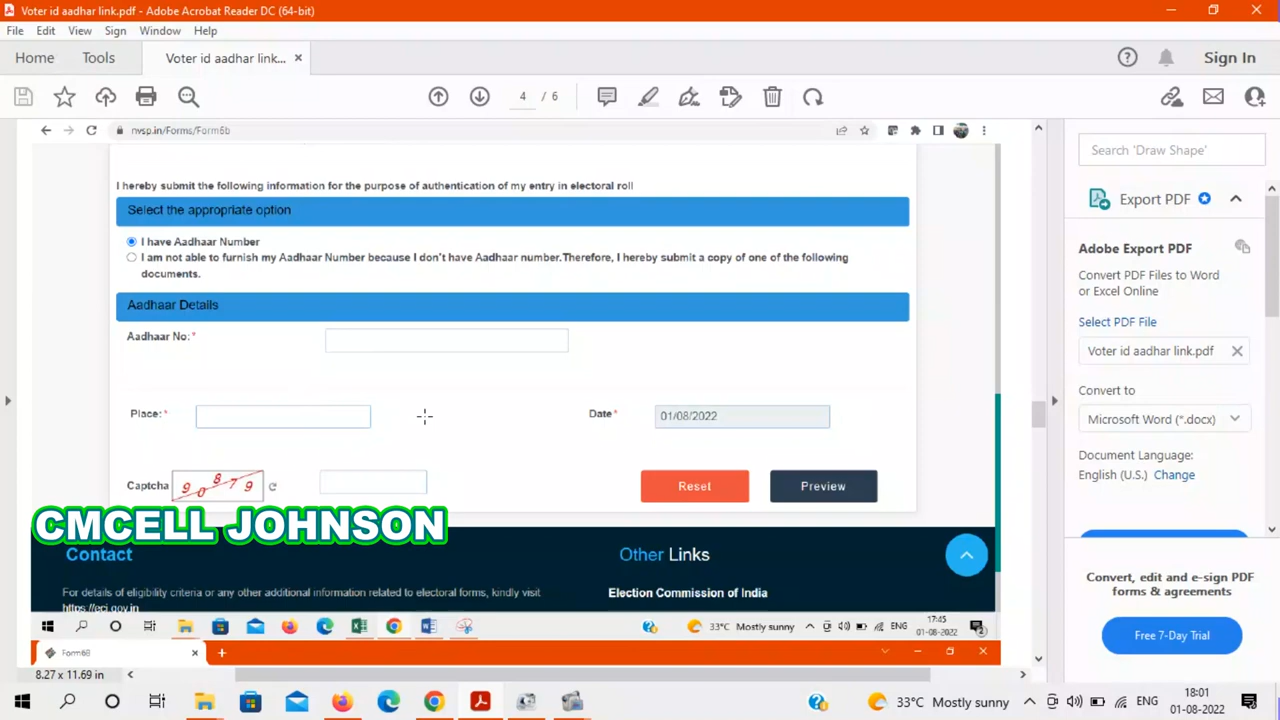 Voter id aadhar link.pdf - Adobe Acrobat Reader DC (64-bit)
File Edit View Sign Window Help
Home Tools Voter id aadhar link... Sign In
4 / 6
nvsp.in/Forms/Form6b
Search 'Draw Shape'
I hereby submit the following information for the purpose of authentication of my entry in electoral roll
Select the appropriate option
I have Aadhaar Number
I am not able to furnish my Aadhaar Number because I don't have Aadhaar number.Therefore, I hereby submit a copy of one of the following
documents.
Aadhaar Details
Aadhaar No:*
Place:*
Date*
01/08/2022
Captcha
9 0 8 7 9
Reset
Preview
CMCELL JOHNSON
Contact
Other Links
For details of eligibility criteria or any other additional information related to electoral forms, kindly visit
https://eci.gov.in
Election Commission of India
33°C Mostly sunny
ENG
17:45
01-08-2022
2
Form6B
8.27 x 11.69 in
Export PDF
Adobe Export PDF
Convert PDF Files to Word
or Excel Online
Select PDF File
Voter id aadhar link.pdf
Convert to
Microsoft Word (*.docx)
Document Language:
English (U.S.) Change
Convert, edit and e-sign PDF
forms & agreements
Free 7-Day Trial
33°C Mostly sunny
ENG
18:01
01-08-2022